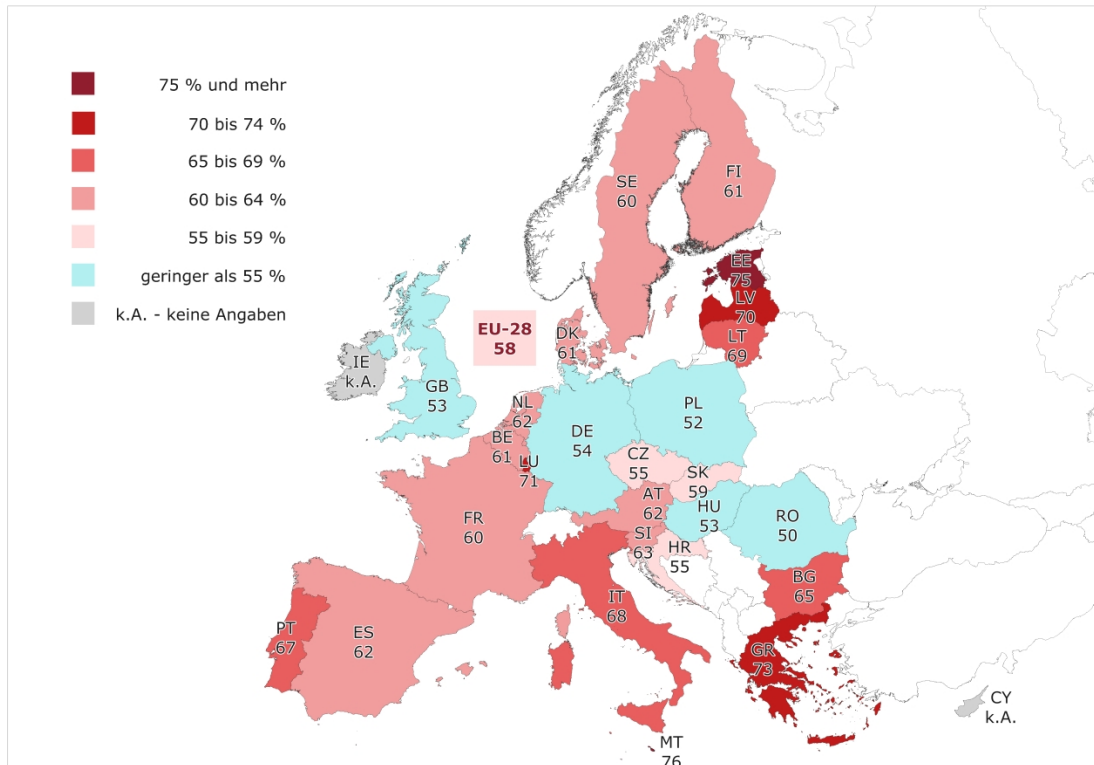 75 % und mehr
70 bis 74 %
65 bis 69 %
60 bis 64 %
55 bis 59 %
geringer als 55 %
k.A. - keine Angaben
EU-28
58
SE
60
FI
61
EE
75
LV
70
LT
69
DK
61
IE
k.A.
GB
53
NL
62
BE
61
LU
71
DE
54
PL
52
CZ
55
SK
59
AT
62
HU
53
RO
50
SI
63
HR
55
FR
60
IT
68
BG
65
PT
67
ES
62
GR
73
CY
k.A.
MT
76